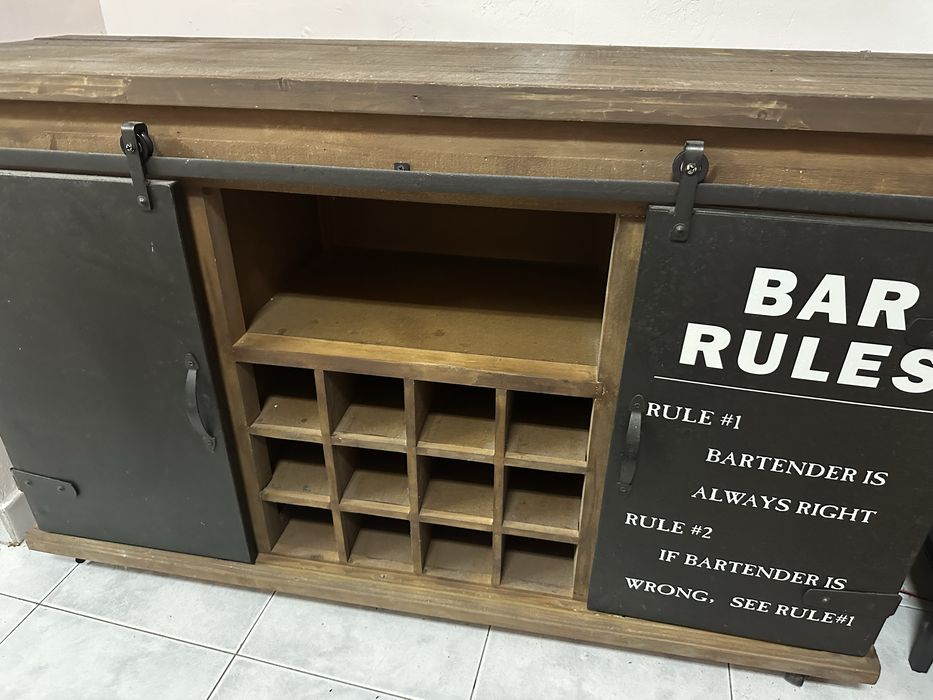 BAR
RULES
RULE #1
BARTENDER IS
ALWAYS RIGHT
RULE #2
IF BARTENDER IS
WRONG, SEE RULE#1